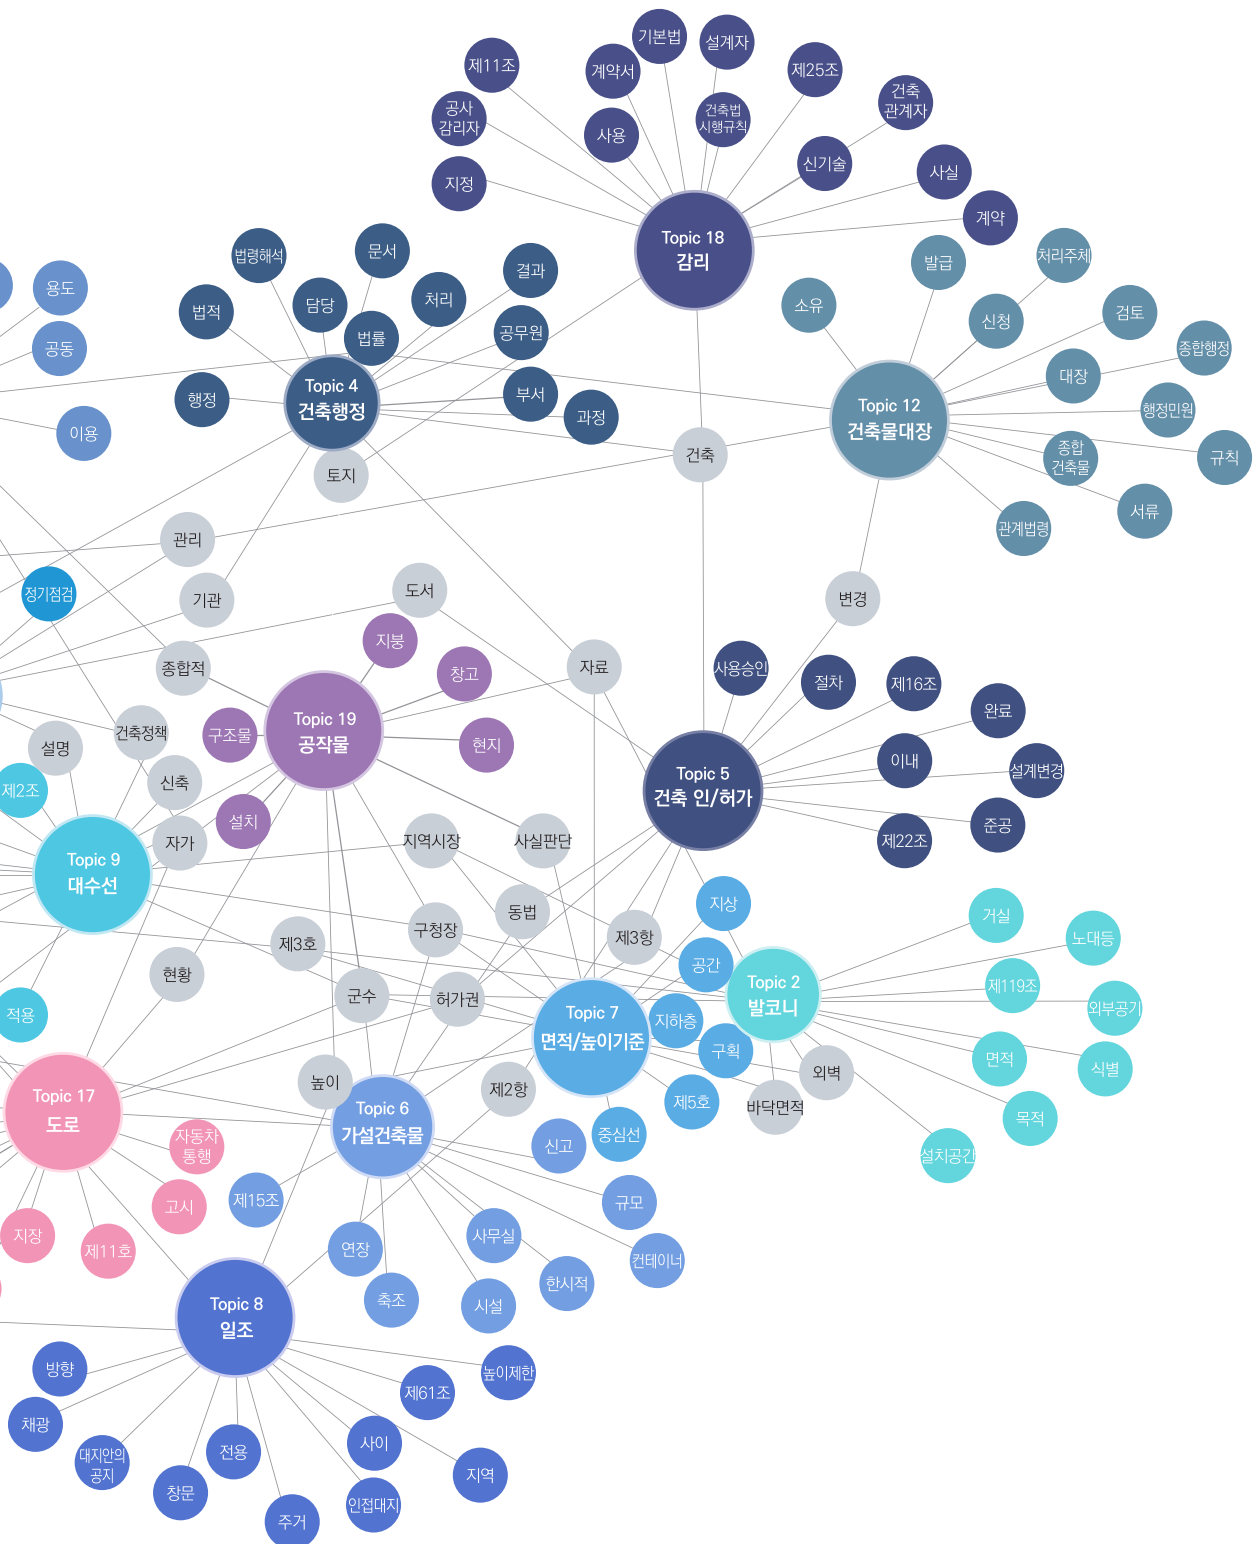 기본법
설계자
제11조
계약서
제25조
건축
관계자
공사
감리자
사용
건축법
시행규칙
신기술
사실
지정
계약
Topic 18
감리
법령해석
문서
결과
발급
처리주체
용도
법적
담당
처리
소유
신청
검토
공동
법률
공무원
종합행정
Topic 4
건축행정
행정
부서
대장
Topic 12
건축물대장
행정민원
이용
과정
토지
건축
종합
건축물
규칙
서류
관계법령
관리
정기점검
기관
도서
변경
지붕
종합적
창고
자료
사용승인
절차
제16조
완료
구조물
Topic 19
공작물
현지
건축정책
설명
신축
이내
설계변경
Topic 5
건축 인/허가
제2조
설치
자가
지역시장
사실판단
제22조
준공
Topic 9
대수선
지상
거실
동법
구청장
제3항
노대등
제3호
현황
공간
제119조
Topic 2
발코니
외부공기
적용
군수
허가권
지하층
Topic 7
면적/높이기준
구획
면적
식별
높이
제2항
외벽
제5호
바닥면적
목적
Topic 17
도로
Topic 6
가설건축물
중심선
신고
자동차
통행
설치공간
제15조
고시
규모
지장
제11호
연장
사무실
컨테이너
한시적
축조
시설
Topic 8
일조
방향
높이제한
제61조
채광
대지안의
공지
전용
사이
지역
창문
인접대지
주거